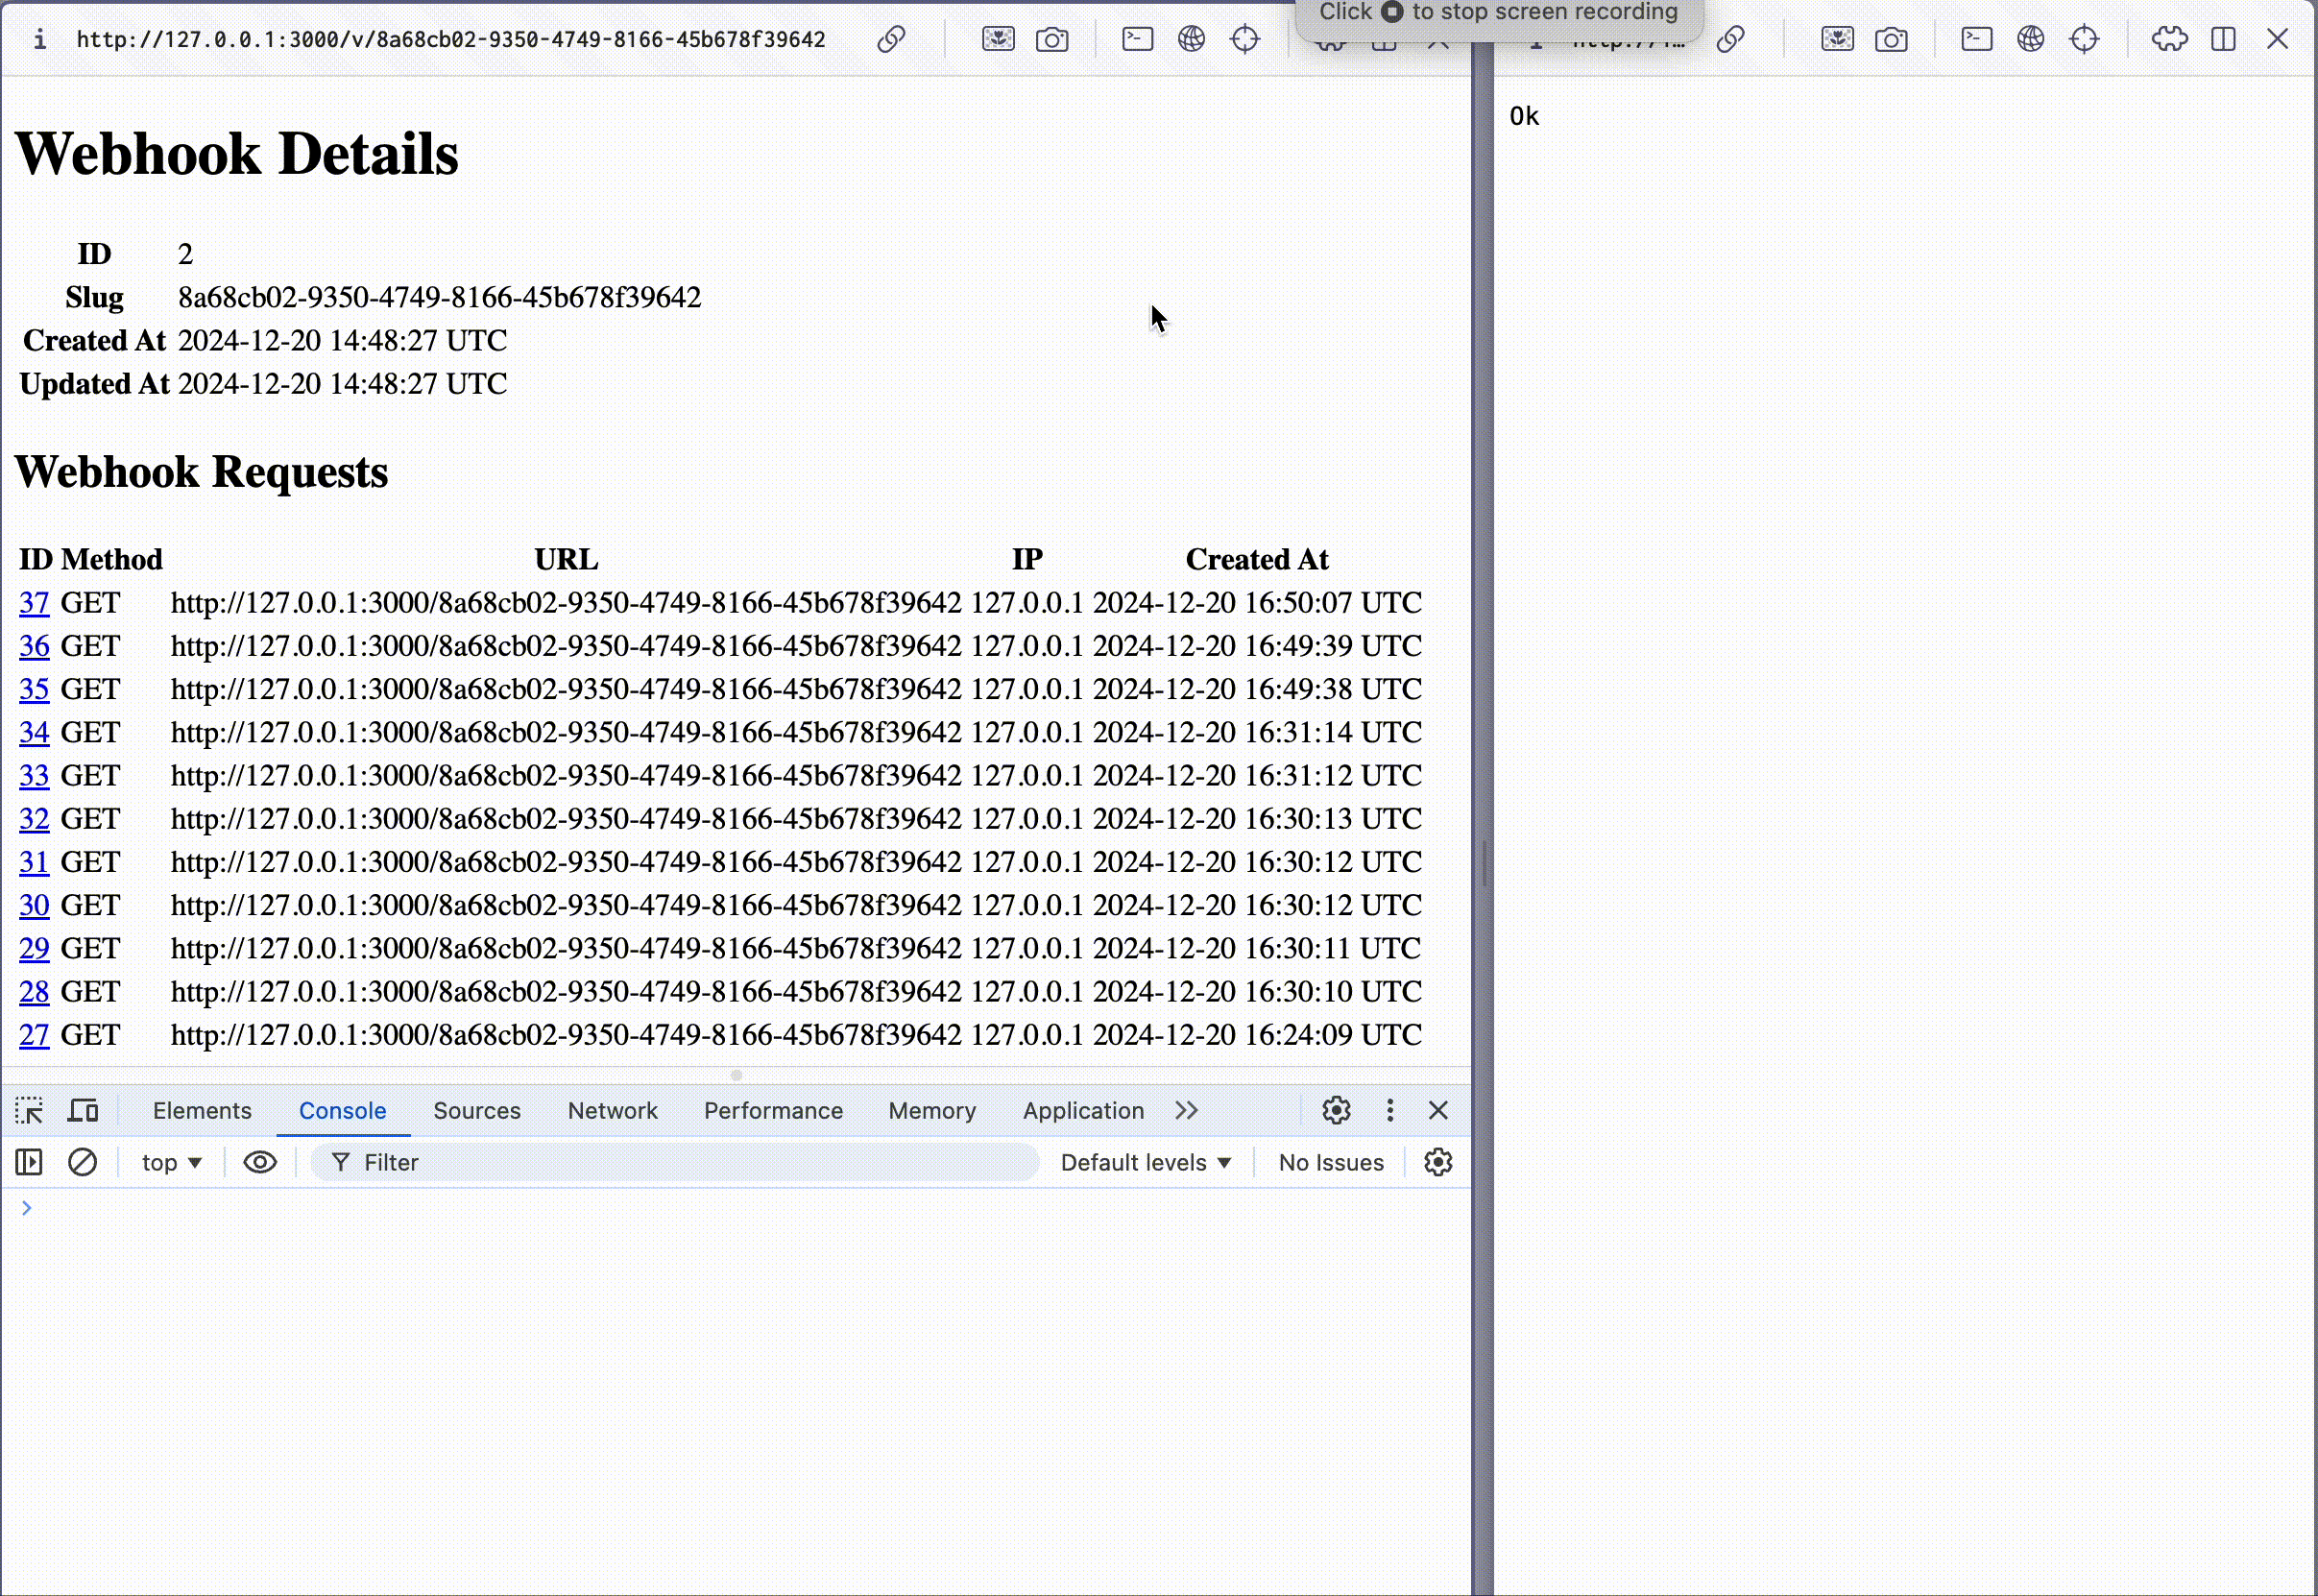 Click to stop screen recording
i http://127.0.0.1:3000/v/8a68cb02-9350-4749-8166-45b678f39642
Ok
Webhook Details
ID 2
Slug 8a68cb02-9350-4749-8166-45b678f39642
Created At 2024-12-20 14:48:27 UTC
Updated At 2024-12-20 14:48:27 UTC
Webhook Requests
ID Method URL IP Created At
37 GET http://127.0.0.1:3000/8a68cb02-9350-4749-8166-45b678f39642 127.0.0.1 2024-12-20 16:50:07 UTC
36 GET http://127.0.0.1:3000/8a68cb02-9350-4749-8166-45b678f39642 127.0.0.1 2024-12-20 16:49:39 UTC
35 GET http://127.0.0.1:3000/8a68cb02-9350-4749-8166-45b678f39642 127.0.0.1 2024-12-20 16:49:38 UTC
34 GET http://127.0.0.1:3000/8a68cb02-9350-4749-8166-45b678f39642 127.0.0.1 2024-12-20 16:31:14 UTC
33 GET http://127.0.0.1:3000/8a68cb02-9350-4749-8166-45b678f39642 127.0.0.1 2024-12-20 16:31:12 UTC
32 GET http://127.0.0.1:3000/8a68cb02-9350-4749-8166-45b678f39642 127.0.0.1 2024-12-20 16:30:13 UTC
31 GET http://127.0.0.1:3000/8a68cb02-9350-4749-8166-45b678f39642 127.0.0.1 2024-12-20 16:30:12 UTC
30 GET http://127.0.0.1:3000/8a68cb02-9350-4749-8166-45b678f39642 127.0.0.1 2024-12-20 16:30:12 UTC
29 GET http://127.0.0.1:3000/8a68cb02-9350-4749-8166-45b678f39642 127.0.0.1 2024-12-20 16:30:11 UTC
28 GET http://127.0.0.1:3000/8a68cb02-9350-4749-8166-45b678f39642 127.0.0.1 2024-12-20 16:30:10 UTC
27 GET http://127.0.0.1:3000/8a68cb02-9350-4749-8166-45b678f39642 127.0.0.1 2024-12-20 16:24:09 UTC
Elements Console Sources Network Performance Memory Application
top Filter Default levels No Issues